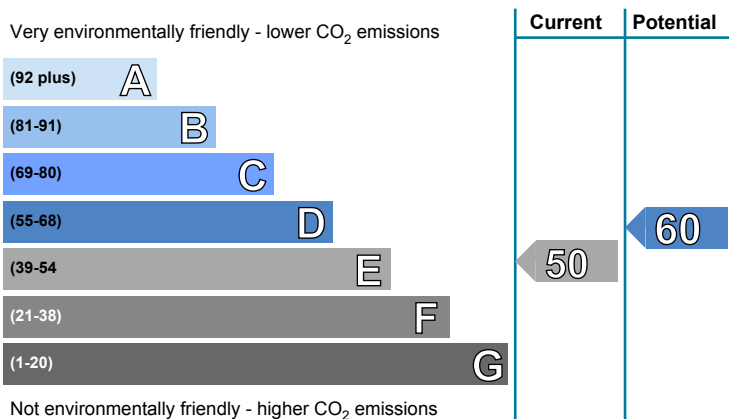 Very environmentally friendly - lower CO₂ emissions
Current
Potential
(92 plus) A
(81-91) B
(69-80) C
(55-68) D
60
(39-54 E
50
(21-38) F
(1-20) G
Not environmentally friendly - higher CO₂ emissions